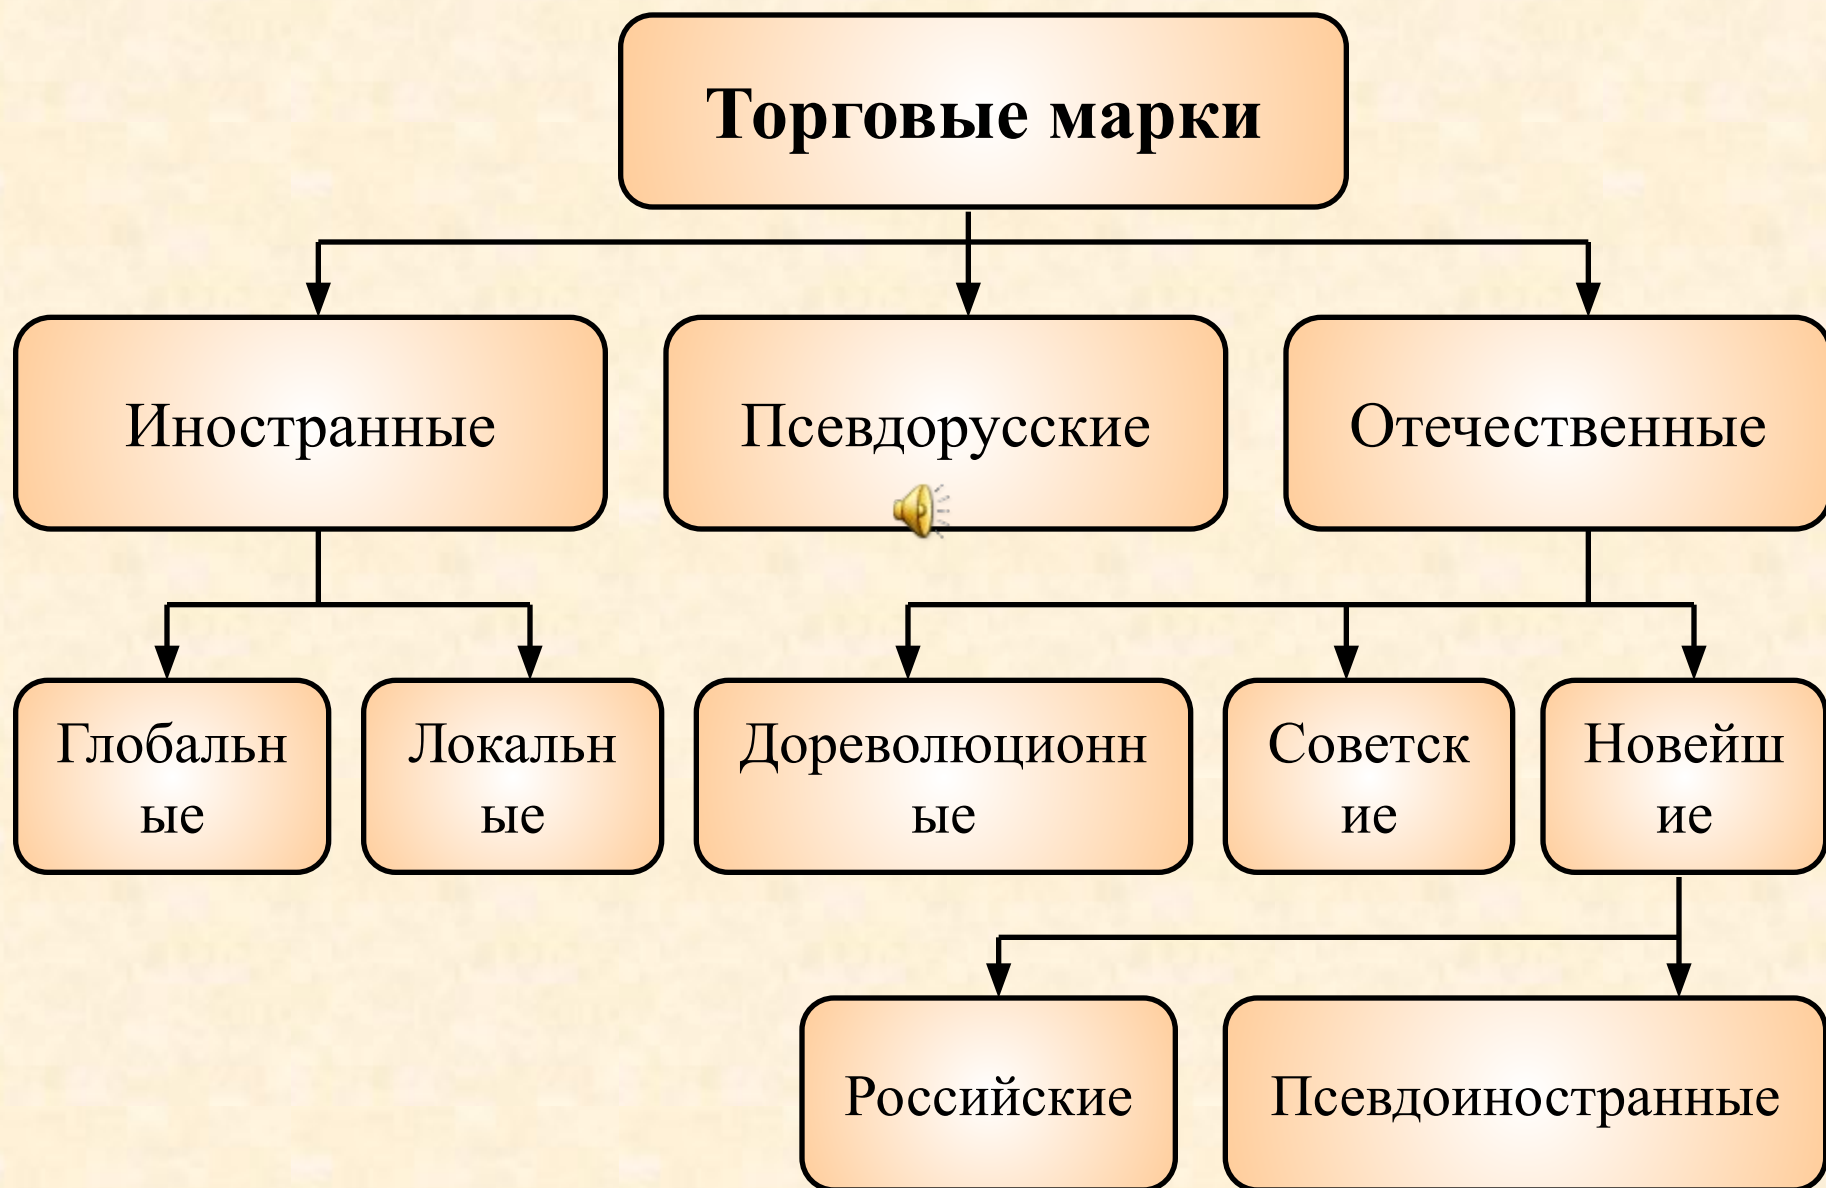 Торговые марки
Иностранные
Псевдорусские
Отечественные
Глобальн
ые
Локальн
ые
Дореволюционн
ые
Советск
ие
Новейш
ие
Российские
Псевдоиностранные